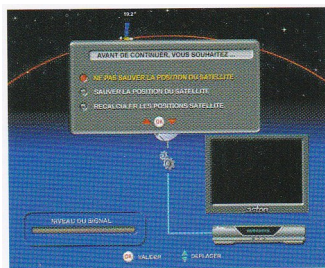 19.2°
AVANT DE CONTINUER, VOUS SOUHAITEZ ...
NE PAS SAUVER LA POSITION DU SATELLITE
SAUVER LA POSITION DU SATELLITE
RECALCULER LES POSITIONS SATELLITE
OK
aston
NIVEAU DU SIGNAL
OK VALIDER
DEPLACER